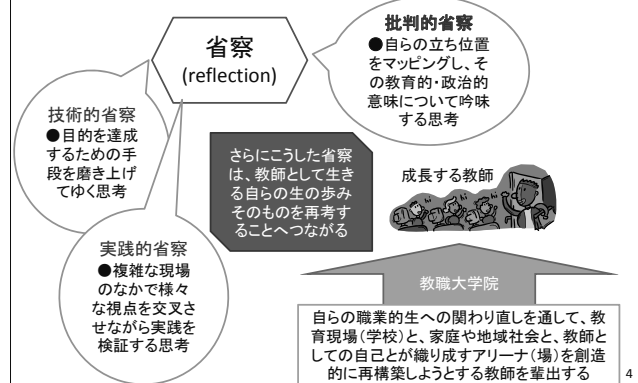 省察
(reflection)
批判的省察
●自らの立ち位置
をマッピングし、そ
の教育的・政治的
意味について吟味
する思考
技術的省察
●目的を達成
するための手
段を磨き上げ
てゆく思考
さらにこうした省察
は、教師として生き
る自らの生の歩み
そのものを再考す
ることへつながる
成長する教師
hi
hi
hi
実践的省察
●複雑な現場
のなかで様々
な視点を交叉さ
せながら実践を
検証する思考
教職大学院
自らの職業的生への関わり直しを通して、教
育現場(学校)と、家庭や地域社会と、教師と
しての自己とが織り成すアリーナ(場)を創造
的に再構築しようとする教師を輩出する
4